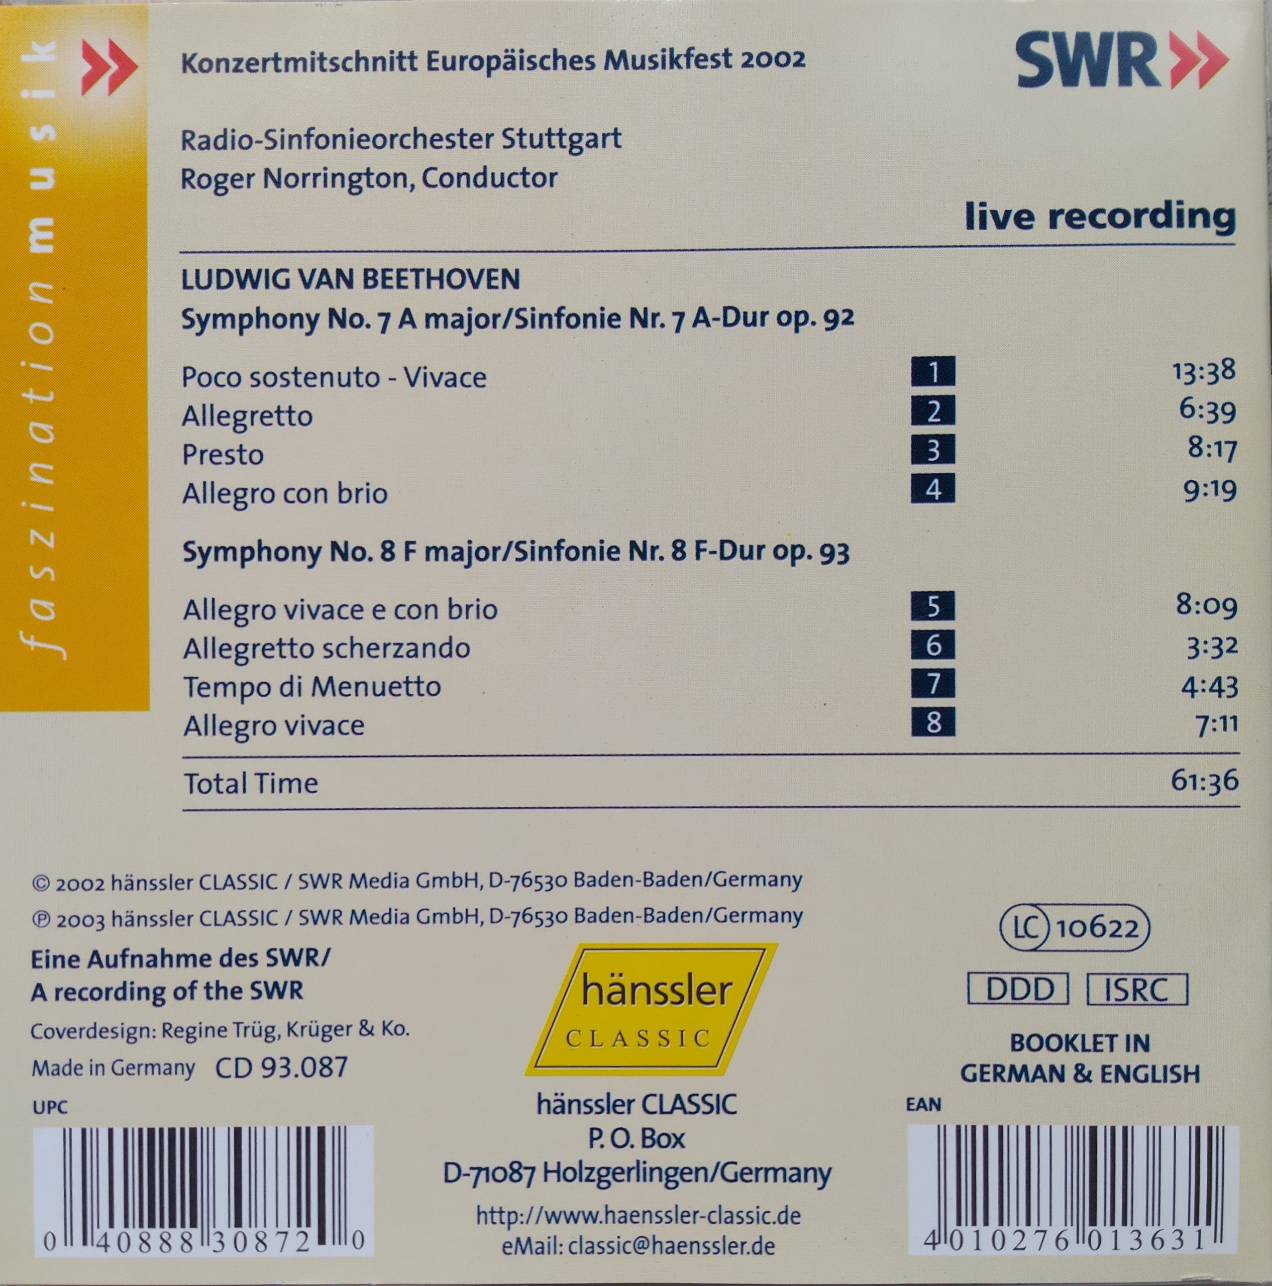 faszination musik
Konzertmitschnitt Europäisches Musikfest 2002
SWR
Radio-Sinfonieorchester Stuttgart
Roger Norrington, Conductor
live recording
LUDWIG VAN BEETHOVEN
Symphony No. 7 A major/Sinfonie Nr. 7 A-Dur op. 92
Poco sostenuto - Vivace 1 13:38
Allegretto 2 6:39
Presto 3 8:17
Allegro con brio 4 9:19
Symphony No. 8 F major/Sinfonie Nr. 8 F-Dur op. 93
Allegro vivace e con brio 5 8:09
Allegretto scherzando 6 3:32
Tempo di Menuetto 7 4:43
Allegro vivace 8 7:11
Total Time 61:36
© 2002 hänssler CLASSIC / SWR Media GmbH, D-76530 Baden-Baden/Germany
℗ 2003 hänssler CLASSIC / SWR Media GmbH, D-76530 Baden-Baden/Germany
Eine Aufnahme des SWR/
A recording of the SWR
Coverdesign: Regine Trüg, Krüger & Ko.
Made in Germany CD 93.087
UPC
0 40888 30872 0
hänssler
CLASSIC
hänssler CLASSIC
P. O. Box
D-71087 Holzgerlingen/Germany
http://www.haenssler-classic.de
eMail: classic@haenssler.de
LC 10622
DDD ISRC
BOOKLET IN
GERMAN & ENGLISH
EAN
4 010276 013631